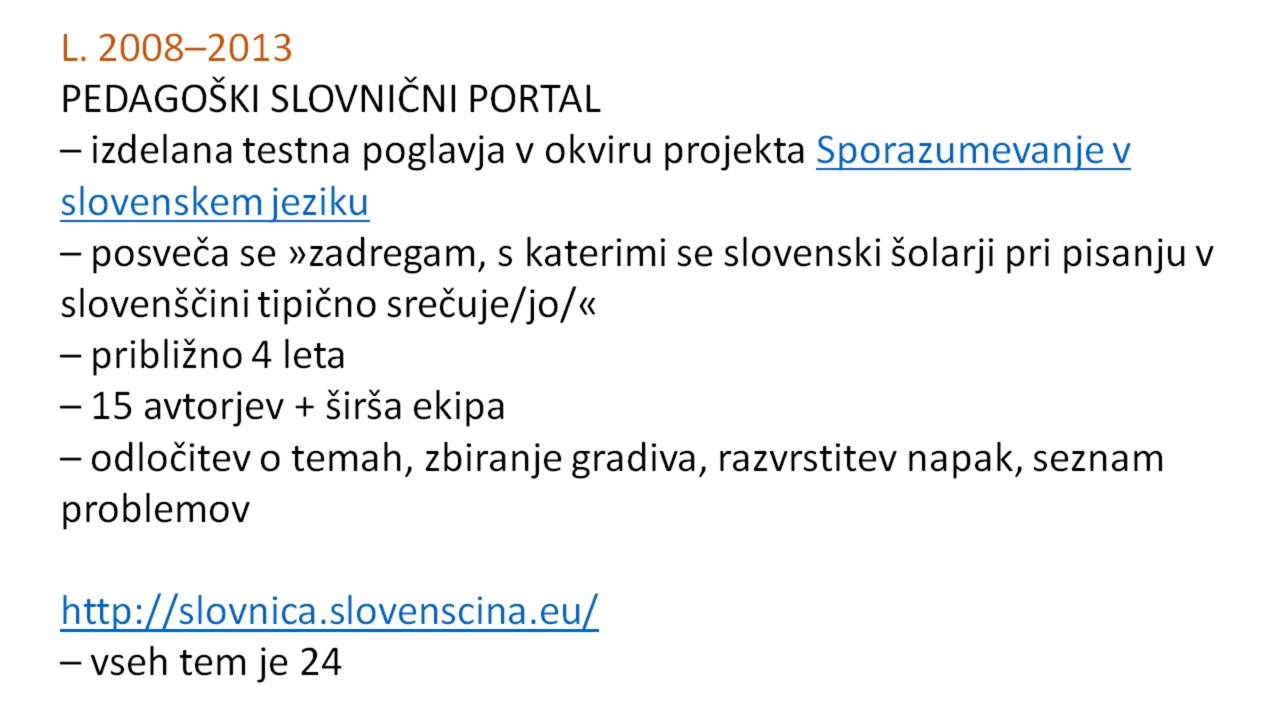 L. 2008–2013
PEDAGOŠKI SLOVNIČNI PORTAL
– izdelana testna poglavja v okviru projekta Sporazumevanje v
slovenskem jeziku
– posveča se »zadregam, s katerimi se slovenski šolarji pri pisanju v
slovenščini tipično srečuje/jo/«
– približno 4 leta
– 15 avtorjev + širša ekipa
– odločitev o temah, zbiranje gradiva, razvrstitev napak, seznam
problemov
http://slovnica.slovenscina.eu/
– vseh tem je 24